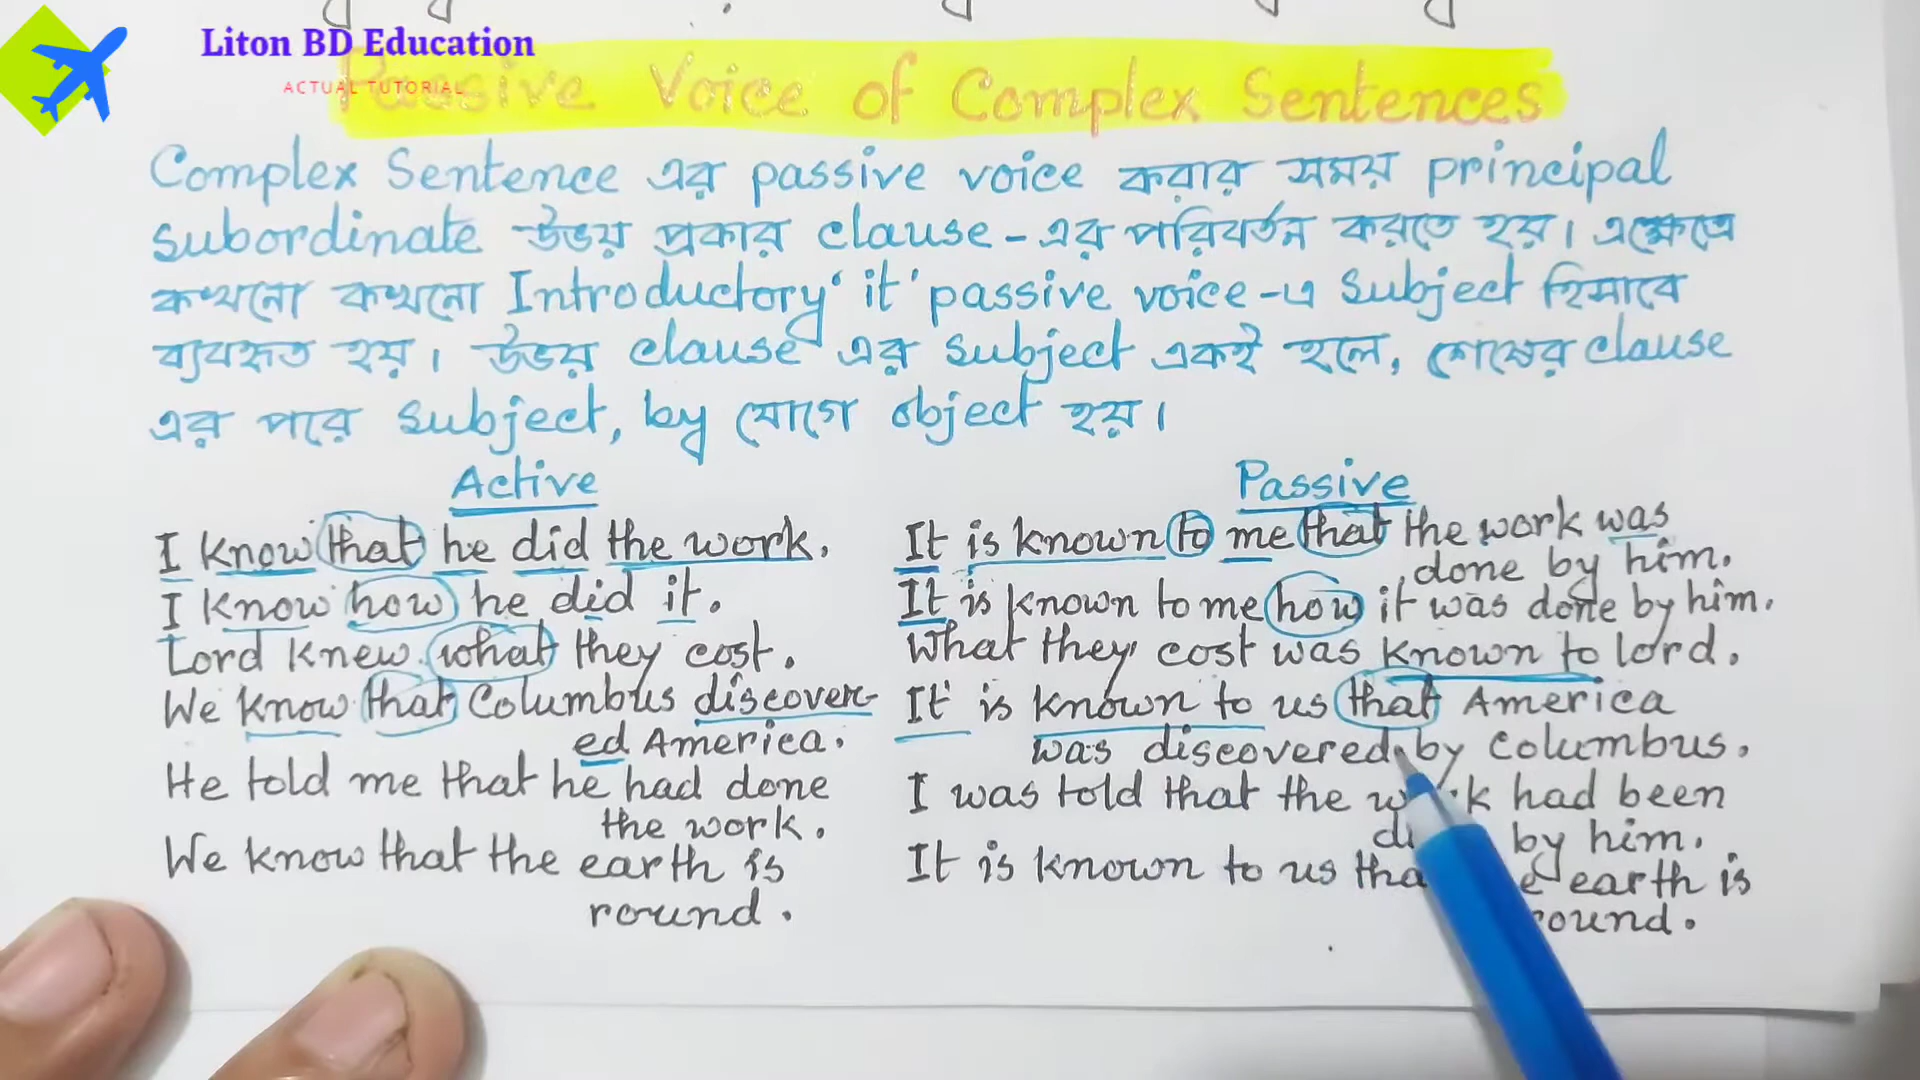 Liton BD Education
ACTUAL TUTORIAL
Passive Voice of Complex Sentences
Complex Sentence এর passive voice করার সময় principal
subordinate উভয় প্রকার clause-এর পরিবর্তন করতে হয়। এক্ষেত্রে
কখনো কখনো Introductory 'it' passive voice-এ subject হিসাবে
ব্যবহৃত হয়। উভয় clause এর subject একই হলে, শেষের clause
এর পরে subject, by যোগে object হয়।
Active Passive
I know that he did the work. It is known to me that the work was
done by him.
I know how he did it. It is known to me how it was done by him.
Lord knew what they cost. What they cost was known to lord.
We know that Columbus discover- It is known to us that America
ed America. was discovered by Columbus.
He told me that he had done I was told that the had been
the work. by him.
We know that the earth is It is known to us earth is
round.